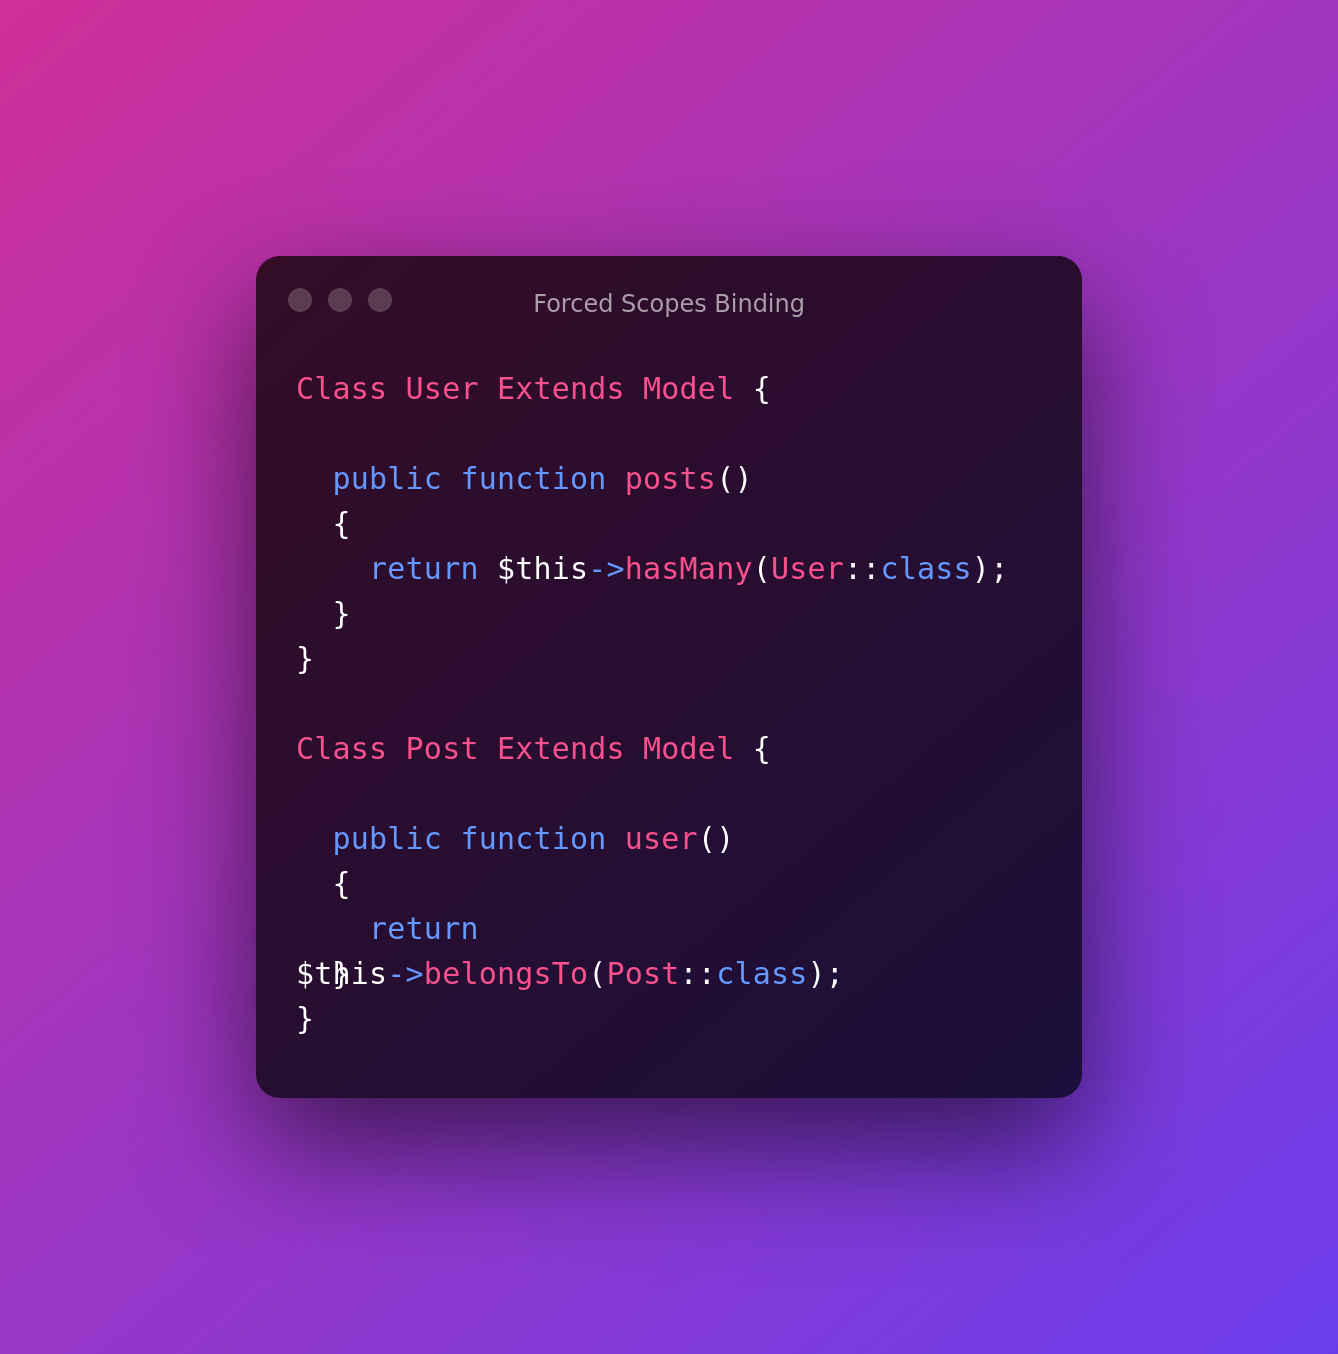 Forced Scopes Binding
Class User Extends Model {
  public function posts()
  {
    return $this->hasMany(User::class);
  }
}
Class Post Extends Model {
  public function user()
  {
    return
$this->belongsTo(Post::class);
  }
}